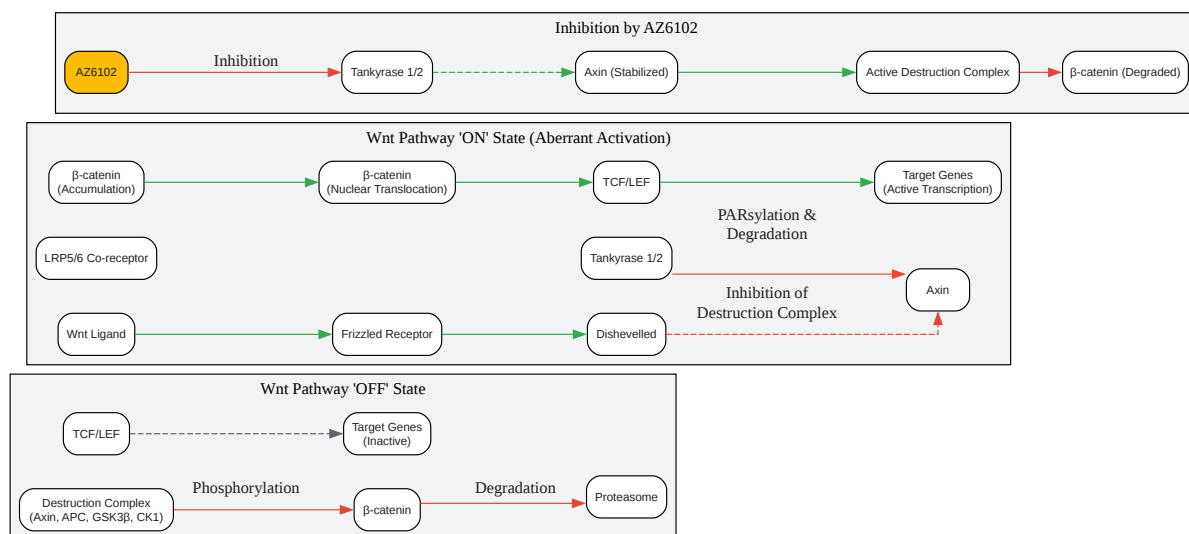 Inhibition by AZ6102
AZ6102
Inhibition
Tankyrase 1/2
Axin (Stabilized)
Active Destruction Complex
β-catenin (Degraded)
Wnt Pathway 'ON' State (Aberrant Activation)
β-catenin
(Accumulation)
β-catenin
(Nuclear Translocation)
TCF/LEF
Target Genes
(Active Transcription)
PARsylation &
Degradation
LRP5/6 Co-receptor
Tankyrase 1/2
Axin
Inhibition of
Destruction Complex
Wnt Ligand
Frizzled Receptor
Dishevelled
Wnt Pathway 'OFF' State
TCF/LEF
Target Genes
(Inactive)
Destruction Complex
(Axin, APC, GSK3β, CK1)
Phosphorylation
β-catenin
Degradation
Proteasome